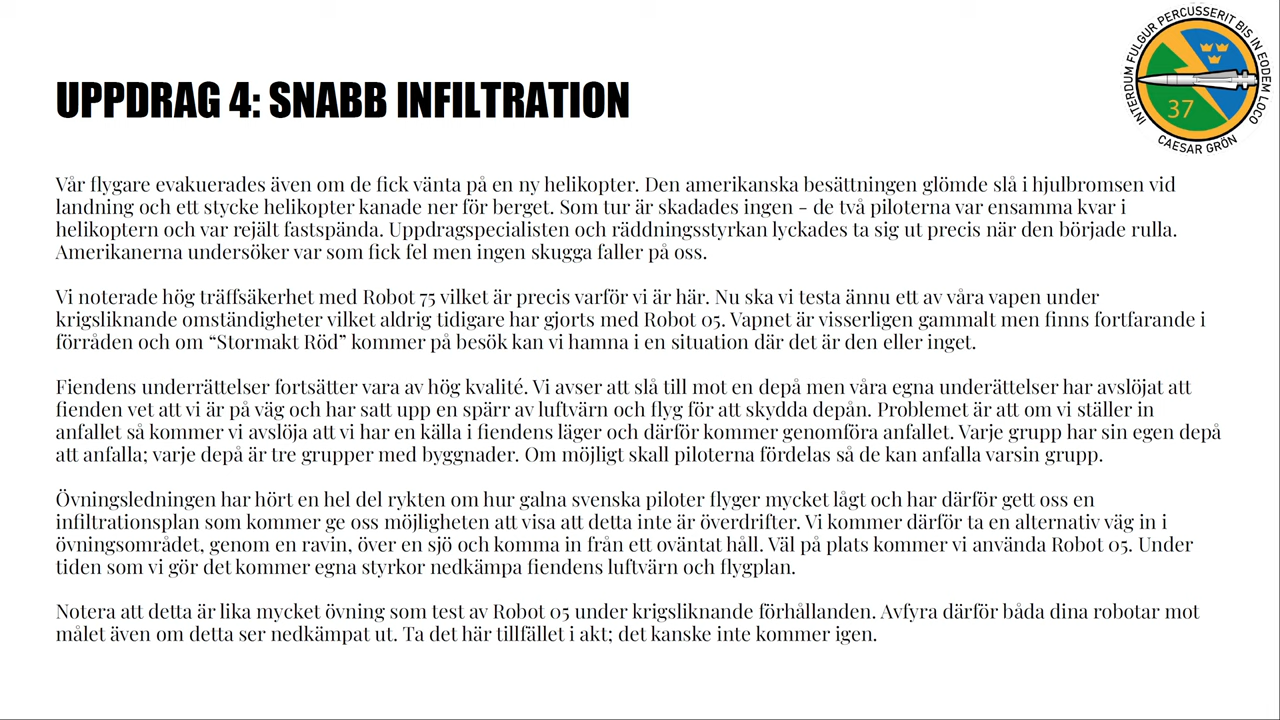 INTERDUM FULGUR PERCUSSERIT BIS IN EODEM LOCO
37
CAESAR GRÖN
UPPDRAG 4: SNABB INFILTRATION
Vår flygare evakuerades även om de fick vänta på en ny helikopter. Den amerikanska besättningen glömde slå i hjulbromsen vid
landning och ett stycke helikopter kanade ner för berget. Som tur är skadades ingen - de två piloterna var ensamma kvar i
helikoptern och var rejält fastspända. Uppdragspecialisten och räddningsstyrkan lyckades ta sig ut precis när den började rulla.
Amerikanerna undersöker var som fick fel men ingen skugga faller på oss.
Vi noterade hög träffsäkerhet med Robot 75 vilket är precis varför vi är här. Nu ska vi testa ännu ett av våra vapen under
krigsliknande omständigheter vilket aldrig tidigare har gjorts med Robot 05. Vapnet är visserligen gammalt men finns fortfarande i
förråden och om “Stormakt Röd” kommer på besök kan vi hamna i en situation där det är den eller inget.
Fiendens underrättelser fortsätter vara av hög kvalité. Vi avser att slå till mot en depå men våra egna underättelser har avslöjat att
fienden vet att vi är på väg och har satt upp en spärr av luftvärn och flyg för att skydda depån. Problemet är att om vi ställer in
anfallet så kommer vi avslöja att vi har en källa i fiendens läger och därför kommer genomföra anfallet. Varje grupp har sin egen depå
att anfalla; varje depå är tre grupper med byggnader. Om möjligt skall piloterna fördelas så de kan anfalla varsin grupp.
Övningsledningen har hört en hel del rykten om hur galna svenska piloter flyger mycket lågt och har därför gett oss en
infiltrationsplan som kommer ge oss möjligheten att visa att detta inte är överdrifter. Vi kommer därför ta en alternativ väg in i
övningsområdet, genom en ravin, över en sjö och komma in från ett oväntat håll. Väl på plats kommer vi använda Robot 05. Under
tiden som vi gör det kommer egna styrkor nedkämpa fiendens luftvärn och flygplan.
Notera att detta är lika mycket övning som test av Robot 05 under krigsliknande förhållanden. Avfyra därför båda dina robotar mot
målet även om detta ser nedkämpat ut. Ta det här tillfället i akt; det kanske inte kommer igen.